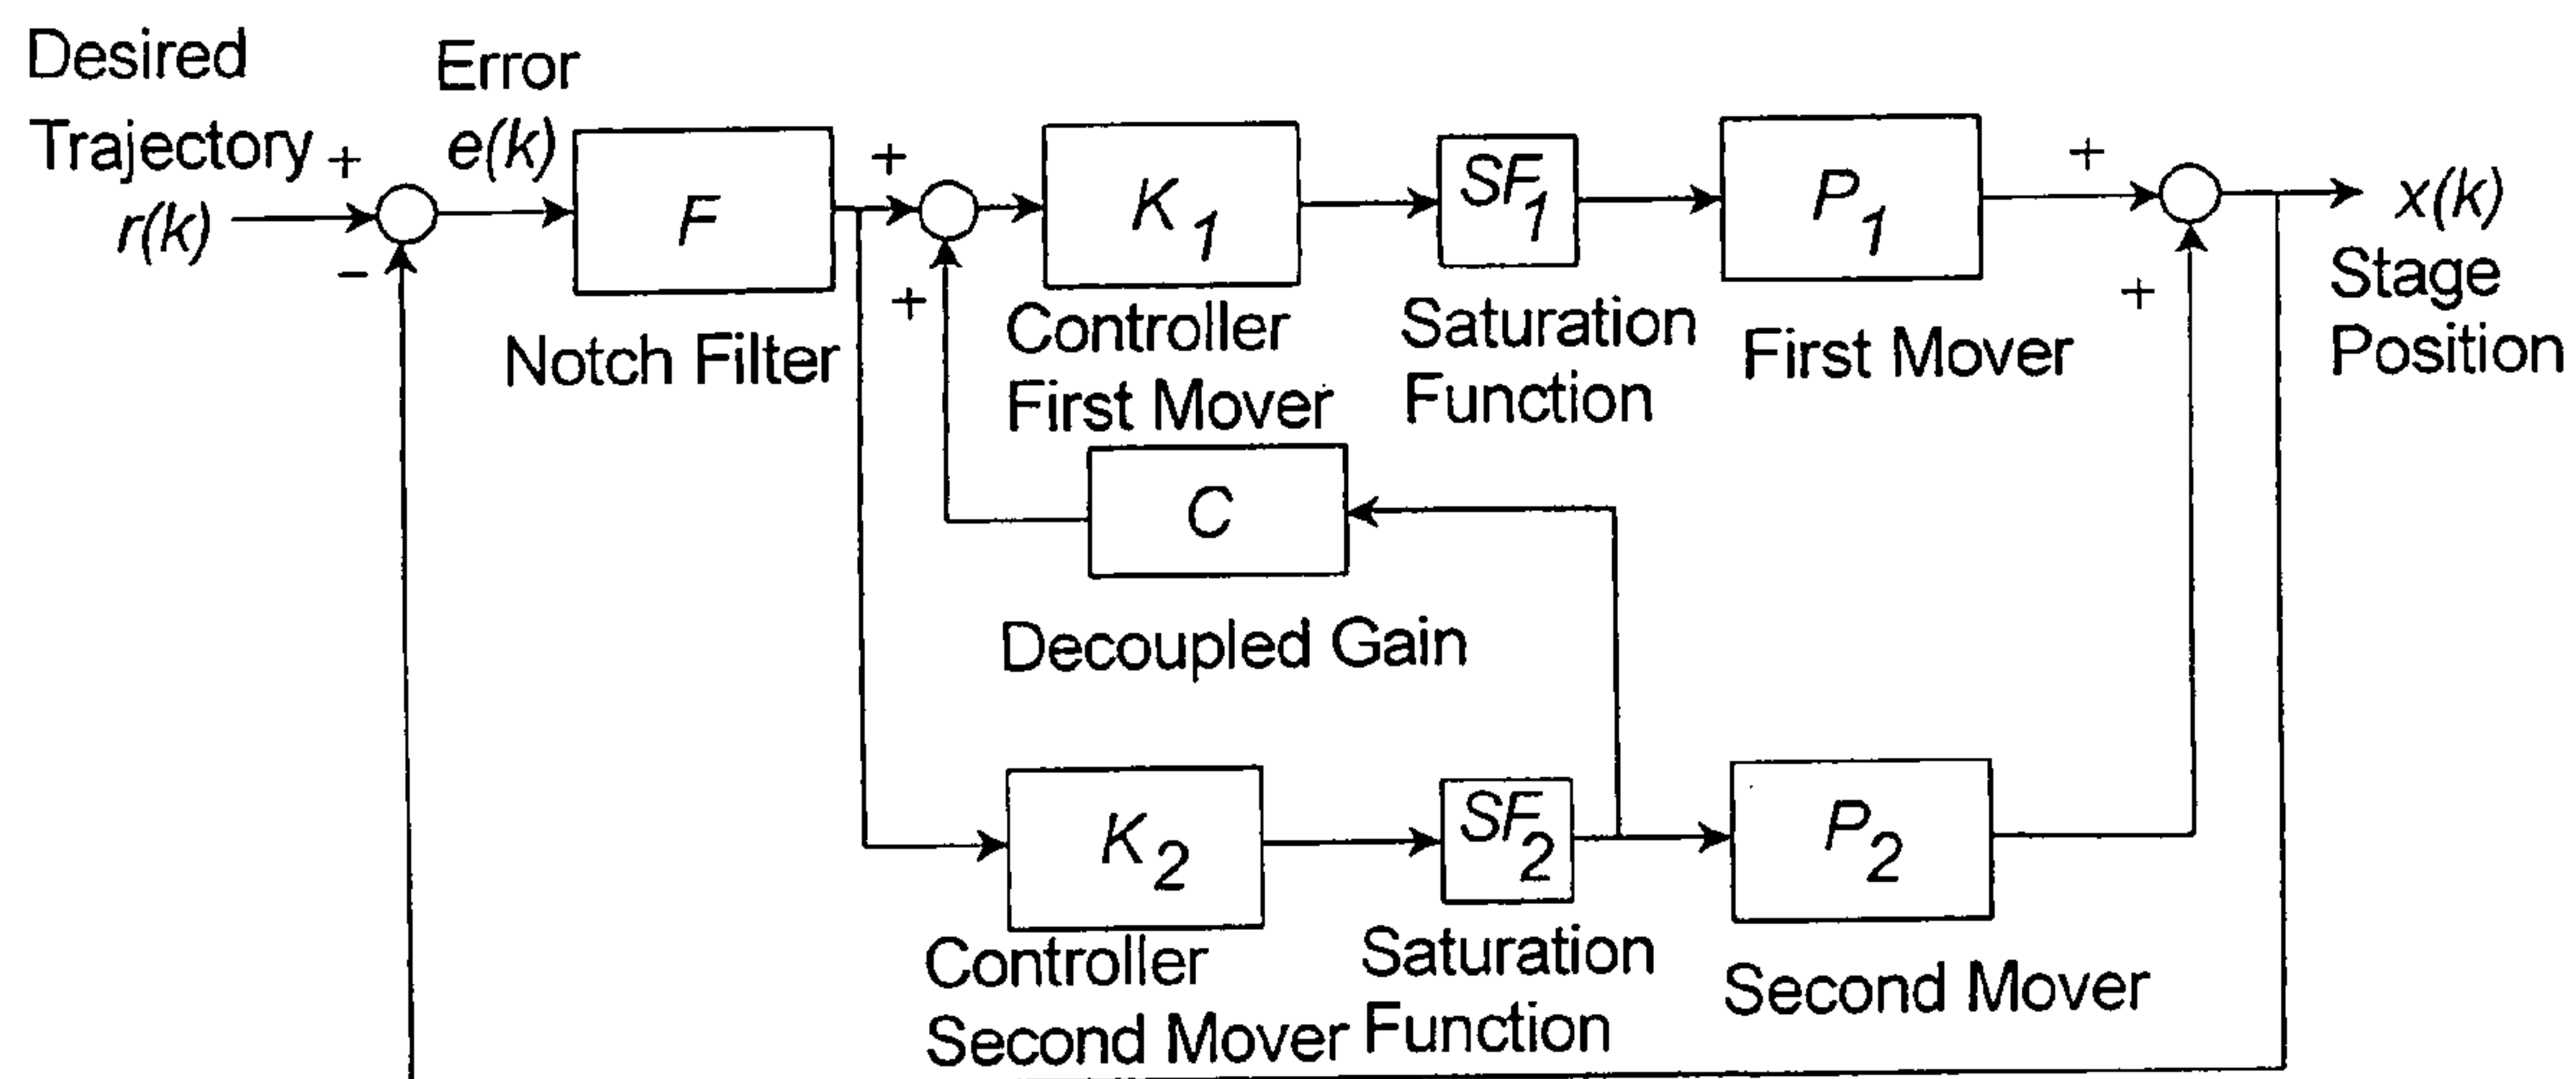 Desired
Trajectory
r(k)
+
−
Error
e(k)
F
Notch Filter
+
+
K1
Controller
First Mover
SF1
Saturation
Function
P1
First Mover
+
+
x(k)
Stage
Position
C
Decoupled Gain
K2
Controller
Second Mover
SF2
Saturation
Function
P2
Second Mover